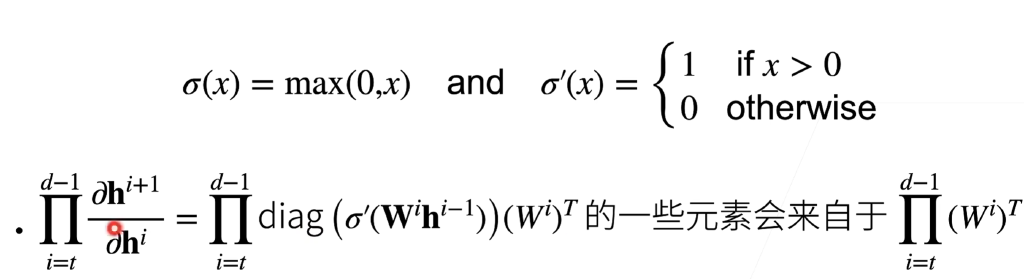 σ(x) = max(0,x) and σ′(x) = { 1 if x > 0
0 otherwise
. ∏_{i=t}^{d−1} ∂𝐡^{i+1}/∂𝐡^{i} = ∏_{i=t}^{d−1} diag (σ′(𝐖^{i}𝐡^{i−1})) (W^{i})^{T} 的一些元素会来自于 ∏_{i=t}^{d−1} (W^{i})^{T}